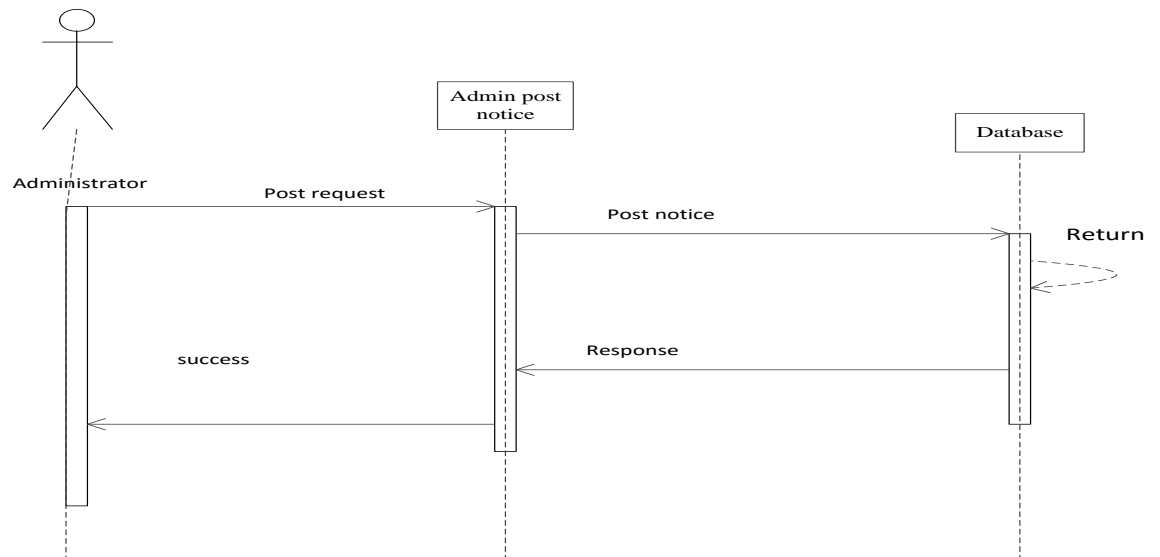 Admin post
notice
Database
Administrator
Post request
Post notice
Return
Response
success